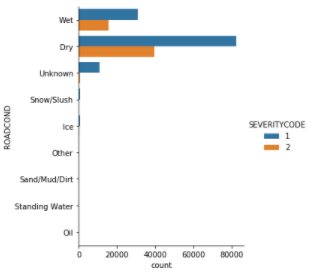 Wet
Dry
Unknown
Snow/Slush
Ice
Other
Sand/Mud/Dirt
Standing Water
Oil
ROADCOND
0 20000 40000 60000 80000
count
SEVERITYCODE
1
2